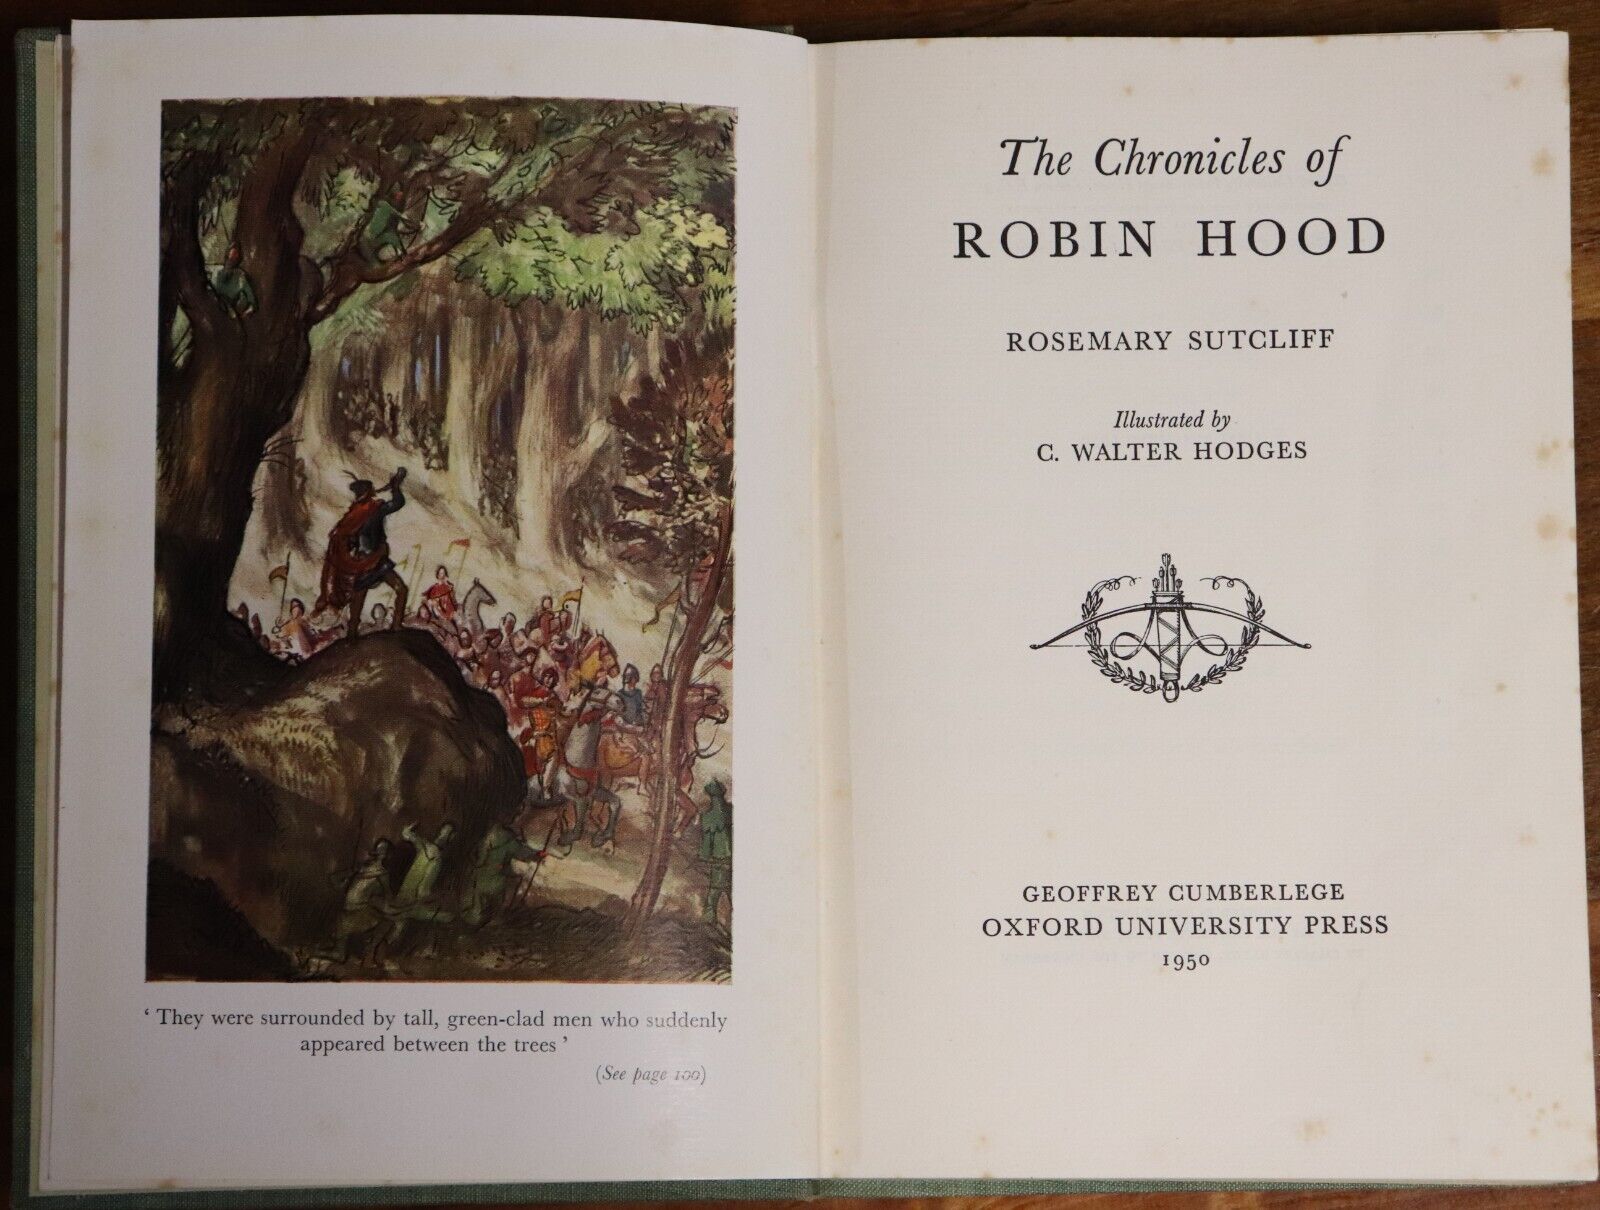 ‘ They were surrounded by tall, green-clad men who suddenly
appeared between the trees ’
(See page 100)
The Chronicles of
ROBIN HOOD
ROSEMARY SUTCLIFF
Illustrated by
C. WALTER HODGES
GEOFFREY CUMBERLEGE
OXFORD UNIVERSITY PRESS
1950